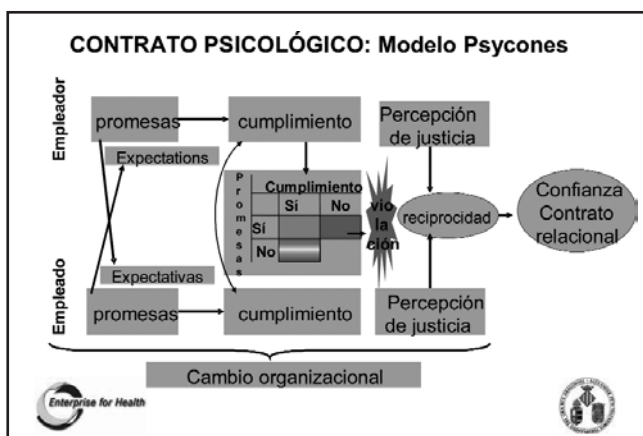 CONTRATO PSICOLÓGICO: Modelo Psycones
Empleador
promesas
cumplimiento
Percepción
de justicia
Expectations
Promesas
Cumplimiento
Sí
No
Sí
No
vio
la
ción
reciprocidad
Confianza
Contrato
relacional
Expectativas
Empleado
promesas
cumplimiento
Percepción
de justicia
Cambio organizacional
Enterprise for Health